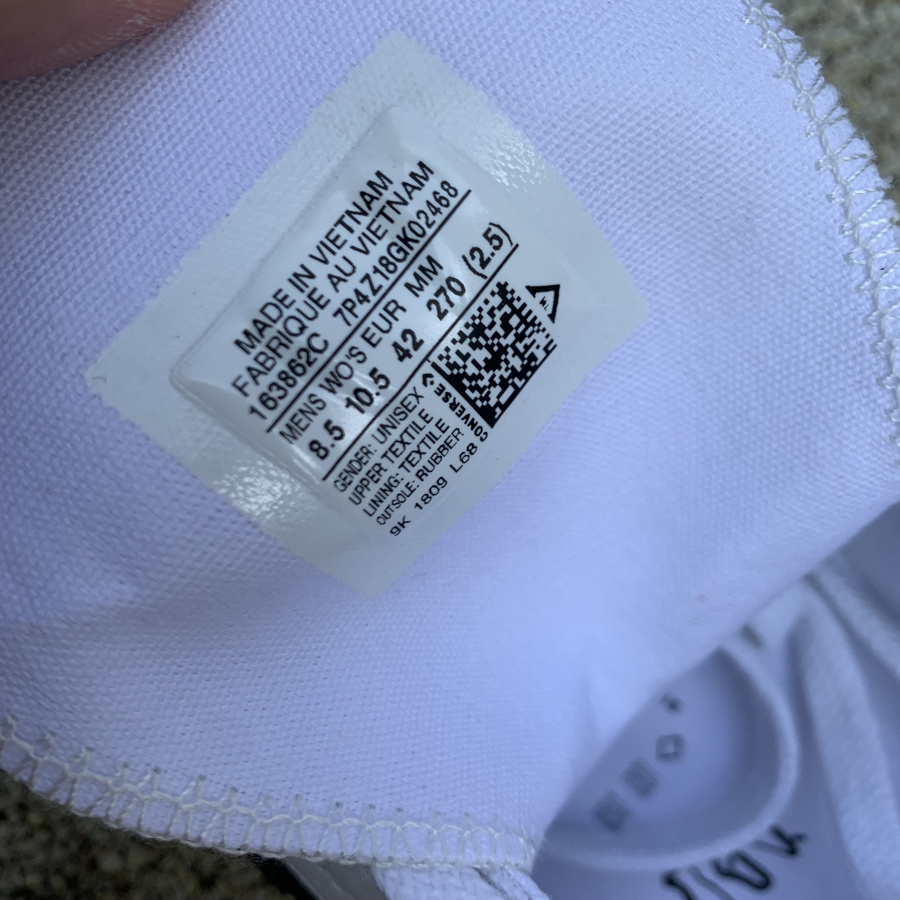 MADE IN VIETNAM
FABRIQUE AU VIETNAM
163862C 7P4Z18GK02468
MENS WO'S EUR MM
8.5 10.5 42 270 (2.5)
GENDER: UNISEX
UPPER TEXTILE
LINING: TEXTILE
OUTSOLE: RUBBER
9K 1809 L68
CONVERSE